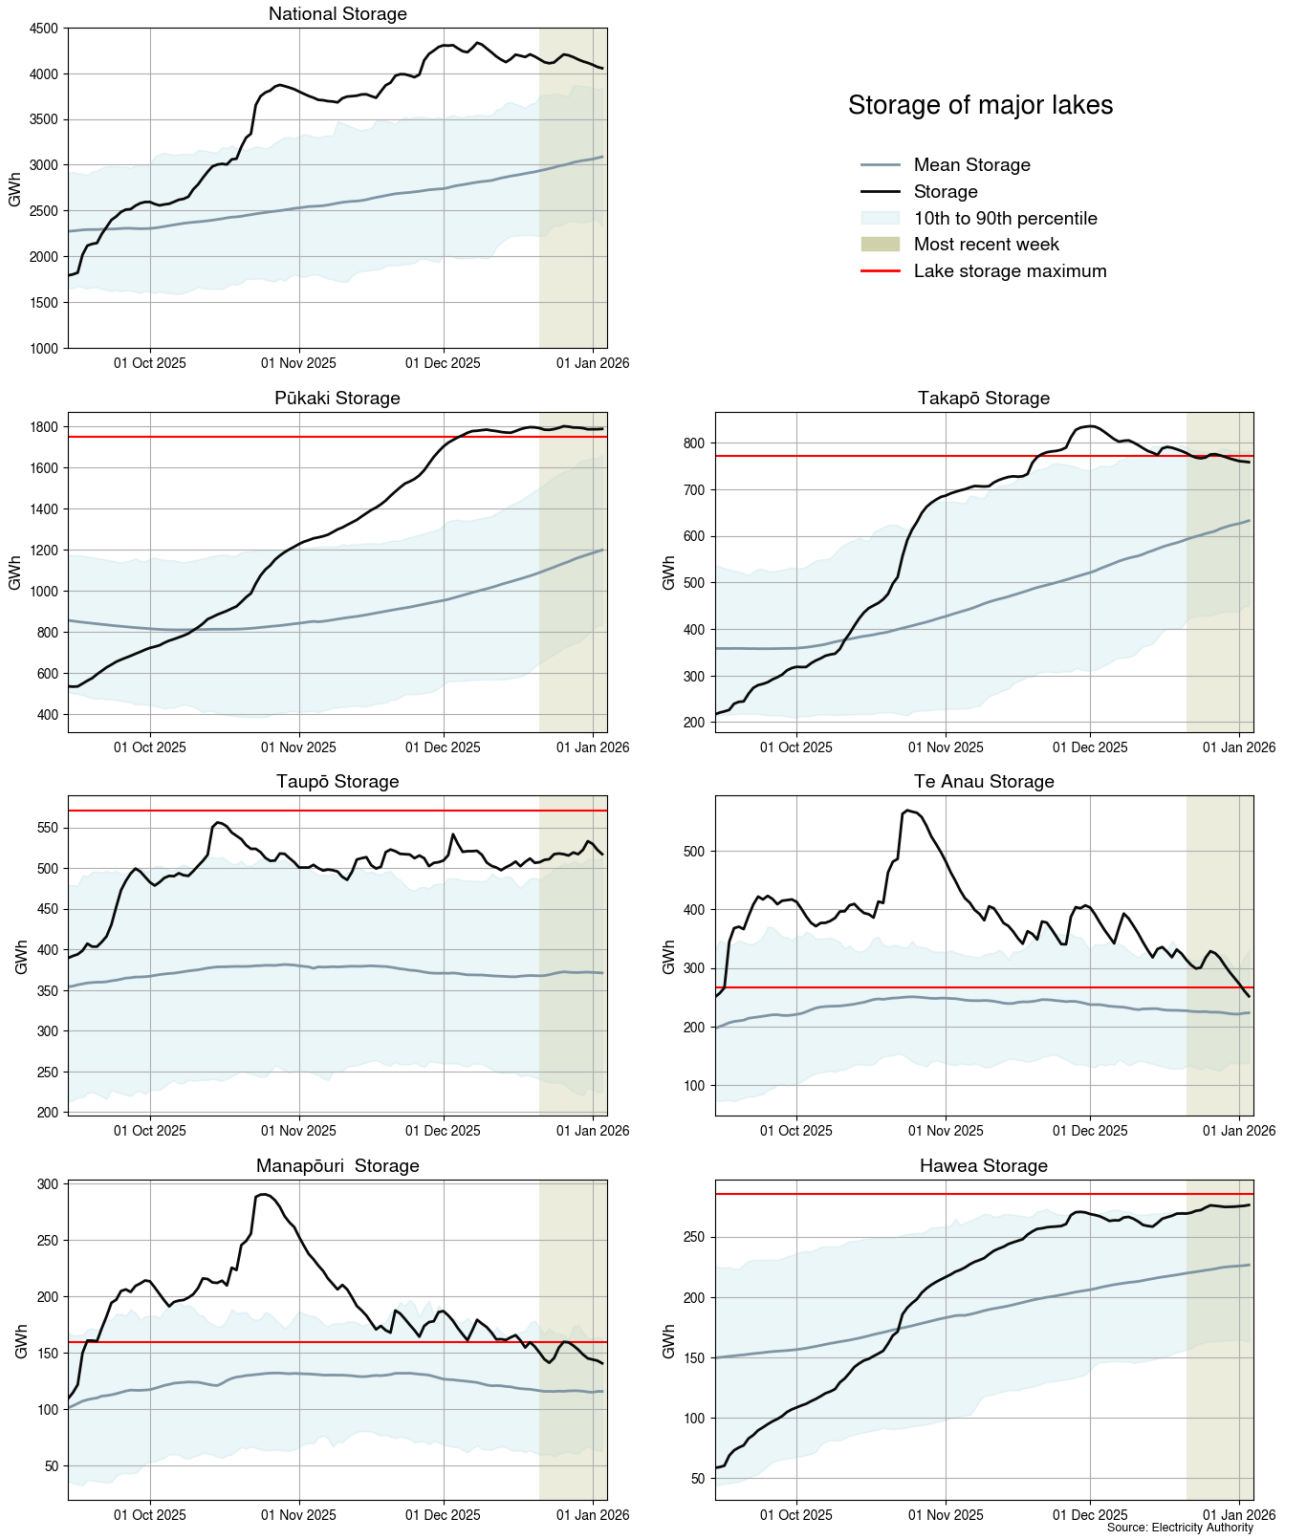 National Storage
4500
4000
3500
3000
2500
2000
1500
1000
GWh
01 Oct 2025
01 Nov 2025
01 Dec 2025
01 Jan 2026
Storage of major lakes
Mean Storage
Storage
10th to 90th percentile
Most recent week
Lake storage maximum
Pūkaki Storage
1800
1600
1400
1200
1000
800
600
400
GWh
01 Oct 2025
01 Nov 2025
01 Dec 2025
01 Jan 2026
Takapō Storage
800
700
600
500
400
300
200
GWh
01 Oct 2025
01 Nov 2025
01 Dec 2025
01 Jan 2026
Taupō Storage
550
500
450
400
350
300
250
200
GWh
01 Oct 2025
01 Nov 2025
01 Dec 2025
01 Jan 2026
Te Anau Storage
500
400
300
200
100
GWh
01 Oct 2025
01 Nov 2025
01 Dec 2025
01 Jan 2026
Manapōuri  Storage
300
250
200
150
100
50
GWh
01 Oct 2025
01 Nov 2025
01 Dec 2025
01 Jan 2026
Hawea Storage
250
200
150
100
50
GWh
01 Oct 2025
01 Nov 2025
01 Dec 2025
01 Jan 2026
Source: Electricity Authority